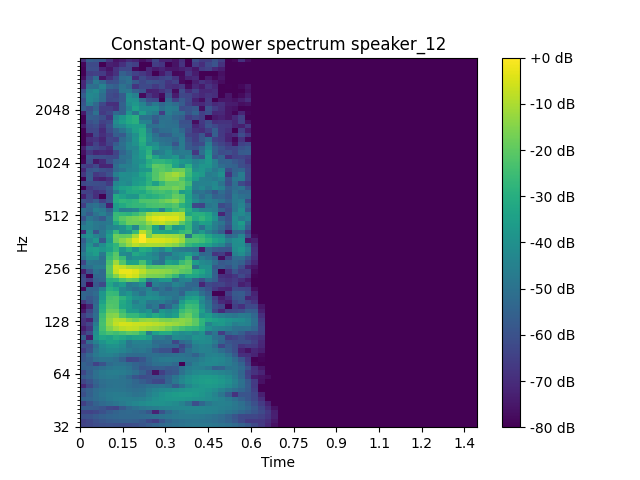 Constant-Q power spectrum speaker_12
Hz
2048
1024
512
256
128
64
32
0 0.15 0.3 0.45 0.6 0.75 0.9 1.1 1.2 1.4
Time
+0 dB
-10 dB
-20 dB
-30 dB
-40 dB
-50 dB
-60 dB
-70 dB
-80 dB